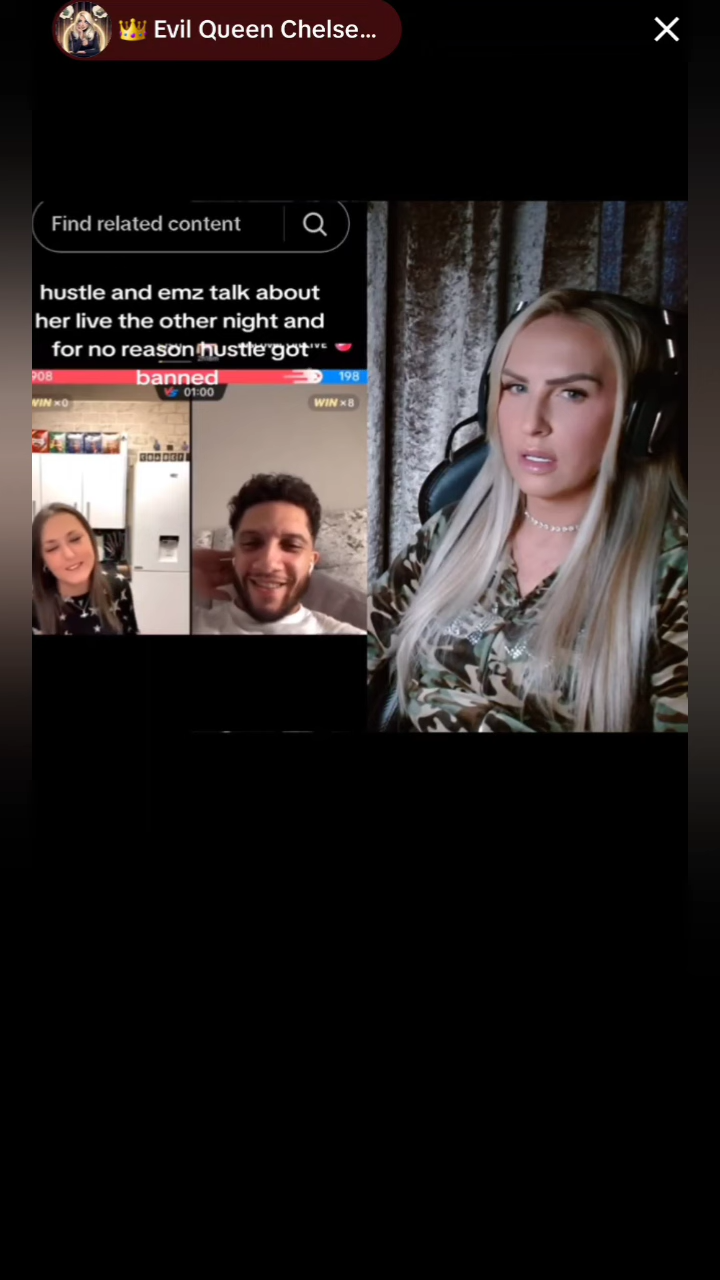 👑 Evil Queen Chelse...
Find related content
hustle and emz talk about
her live the other night and
for no reason hustle got
banned
908
198
01:00
WIN ×0
WIN ×8